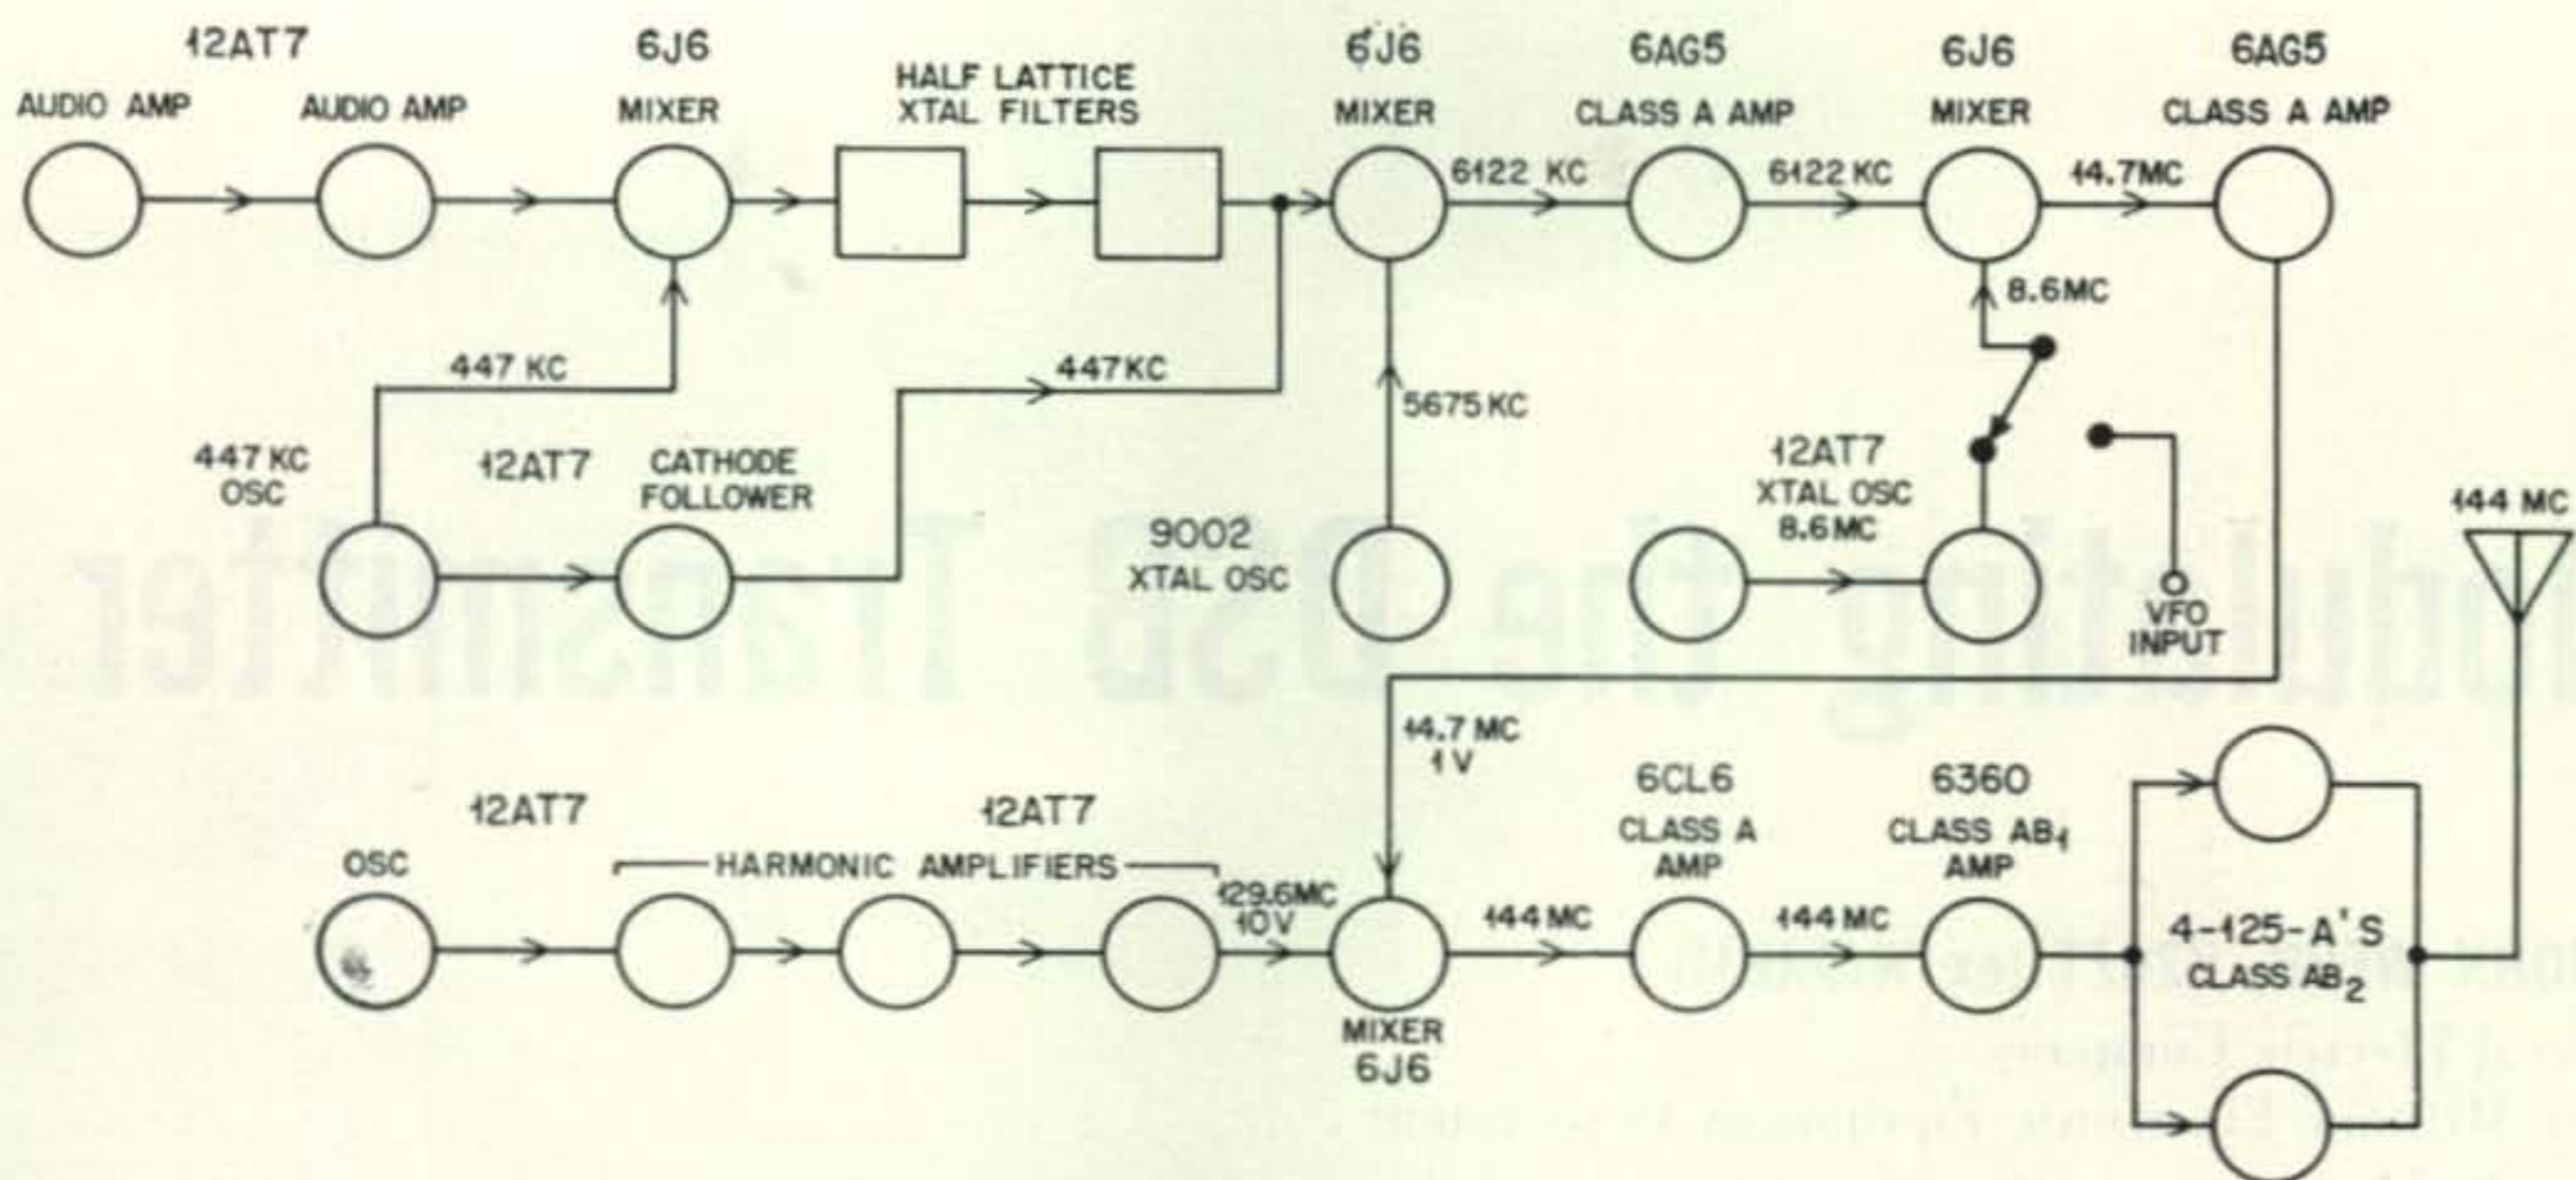 12AT7
6J6
6J6
6AG5
6J6
6AG5
AUDIO AMP
AUDIO AMP
MIXER
HALF LATTICE
XTAL FILTERS
MIXER
CLASS A AMP
MIXER
CLASS A AMP
6122 KC
6122 KC
14.7MC
8.6MC
447 KC
447KC
5675 KC
447 KC
OSC
12AT7
CATHODE
FOLLOWER
9002
XTAL OSC
12AT7
XTAL OSC
8.6MC
VFO
INPUT
144 MC
14.7 MC
1 V
12AT7
12AT7
OSC
HARMONIC AMPLIFIERS
129.6MC
10V
MIXER
6J6
144 MC
6CL6
CLASS A
AMP
144 MC
6360
CLASS AB1
AMP
4-125-A'S
CLASS AB2